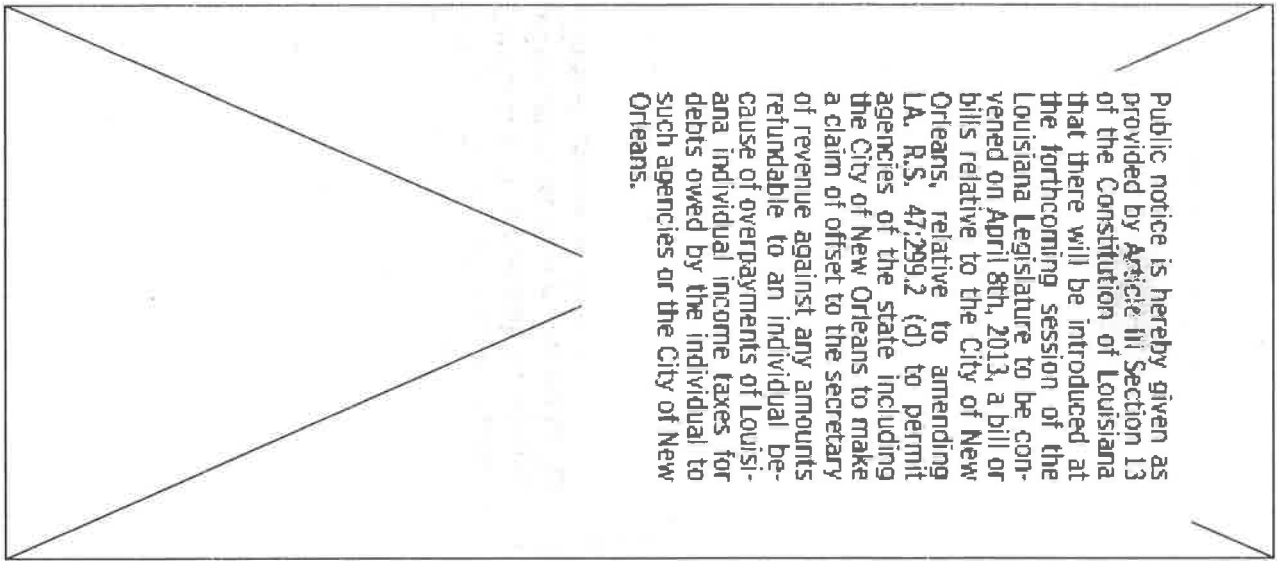 Public notice is hereby given as
provided by Article III Section 13
of the Constitution of Louisiana
that there will be introduced at
the forthcoming session of the
Louisiana Legislature to be con-
vened on April 8th, 2013, a bill or
bills relative to the City of New
Orleans, relative to amending
LA. R.S. 47:299.2 (d) to permit
agencies of the state including
the City of New Orleans to make
a claim of offset to the secretary
of revenue against any amounts
refundable to an individual be-
cause of overpayments of Louisi-
ana individual income taxes for
debts owed by the individual to
such agencies or the City of New
Orleans.